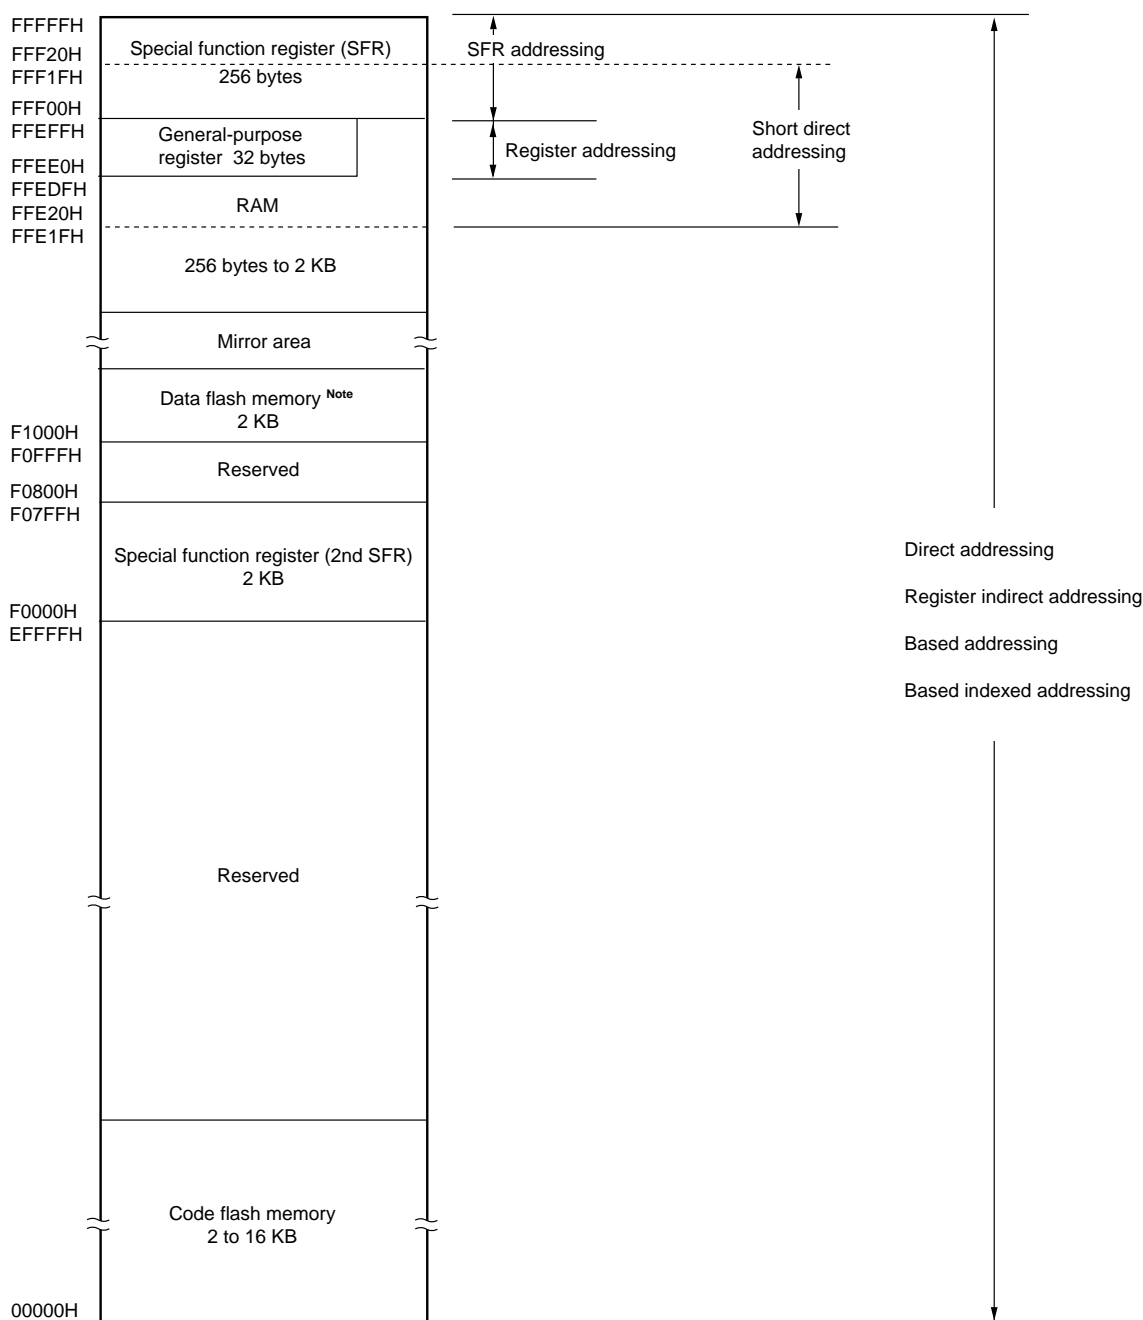 FFFFFH
FFF20H
FFF1FH
FFF00H
FFEFFH
FFEE0H
FFEDFH
FFE20H
FFE1FH
F1000H
F0FFFH
F0800H
F07FFH
F0000H
EFFFFH
00000H
Special function register (SFR)
256 bytes
General-purpose
register 32 bytes
RAM
256 bytes to 2 KB
Mirror area
Data flash memory Note
2 KB
Reserved
Special function register (2nd SFR)
2 KB
Reserved
Code flash memory
2 to 16 KB
SFR addressing
Register addressing
Short direct
addressing
Direct addressing
Register indirect addressing
Based addressing
Based indexed addressing